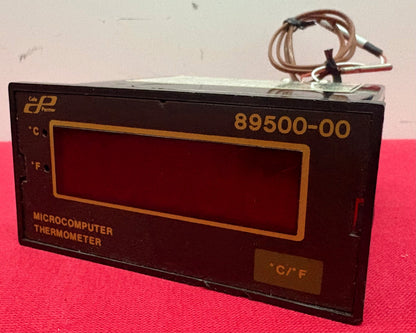 Cole
Parmer
89500-00
°C
°F
MICROCOMPUTER
THERMOMETER
°C/°F